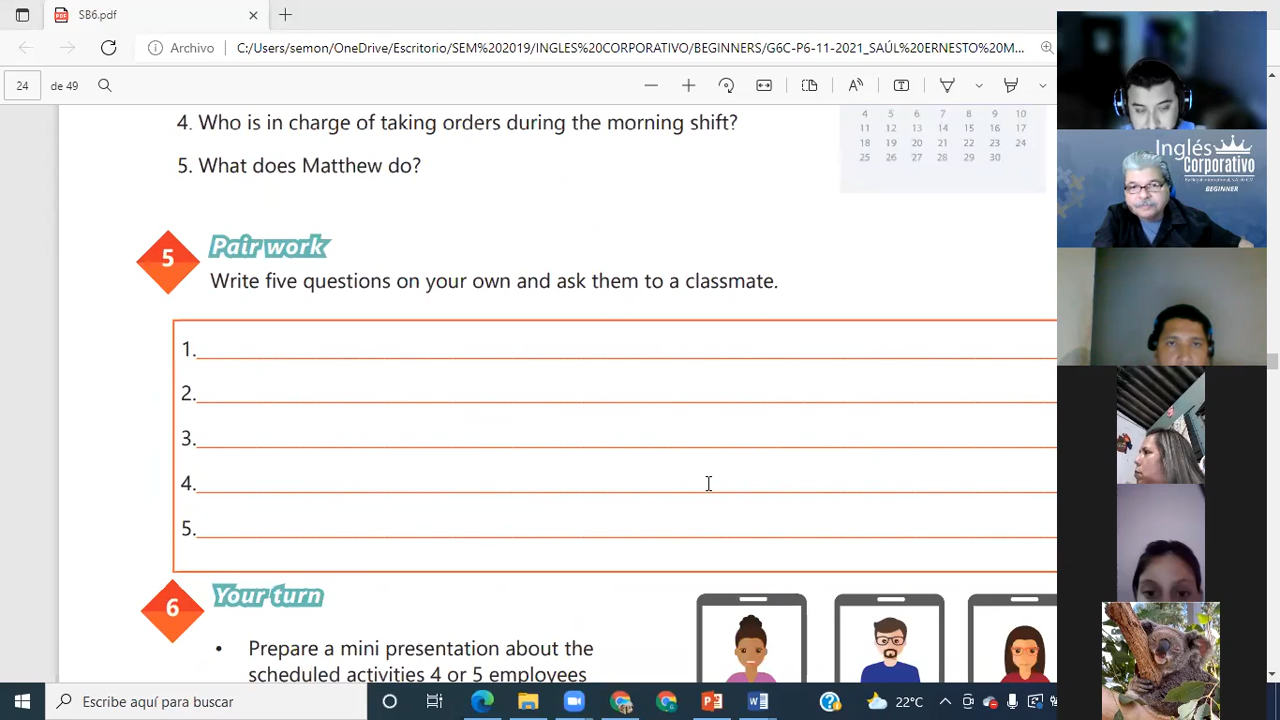 SB6.pdf
Archivo
C:/Users/semon/OneDrive/Escritorio/SEM%202019/INGLES%20CORPORATIVO/BEGINNERS/G6C-P6-11-2021_SAÚL%20ERNESTO%20M...
24 de 49
4. Who is in charge of taking orders during the morning shift?
5. What does Matthew do?
4 5 6 7 8 9 10
11 12 13 14 15 16 17
18 19 20 21 22 23 24
25 26 27 28 29 30
5 Pair work
Write five questions on your own and ask them to a classmate.
1.
2.
3.
4.
5.
6 Your turn
• Prepare a mini presentation about the
scheduled activities 4 or 5 employees
Inglés
Corporativo
BEGINNER
Escribe aquí para buscar
22°C